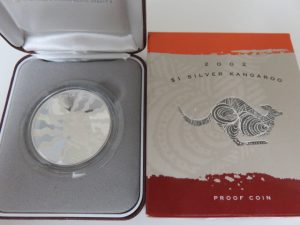 2002
$1 SILVER KANGAROO
PROOF COIN